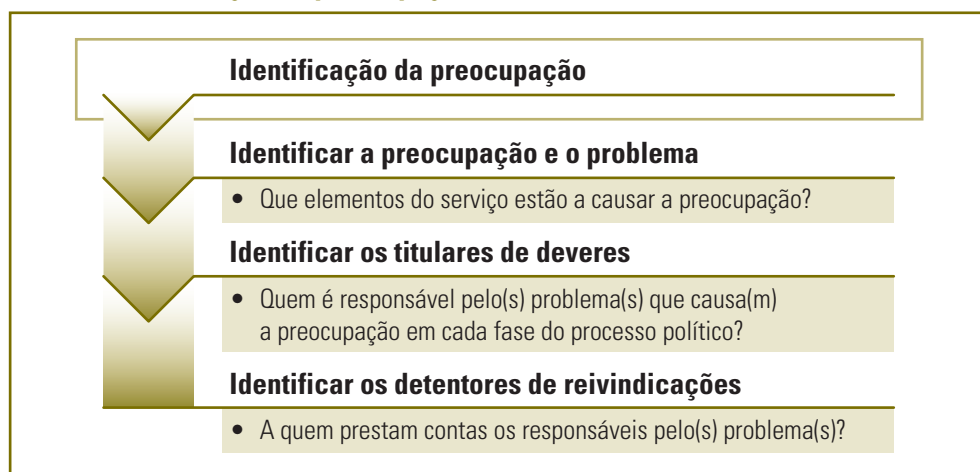 Identificação da preocupação
Identificar a preocupação e o problema
• Que elementos do serviço estão a causar a preocupação?
Identificar os titulares de deveres
• Quem é responsável pelo(s) problema(s) que causa(m)
a preocupação em cada fase do processo político?
Identificar os detentores de reivindicações
• A quem prestam contas os responsáveis pelo(s) problema(s)?